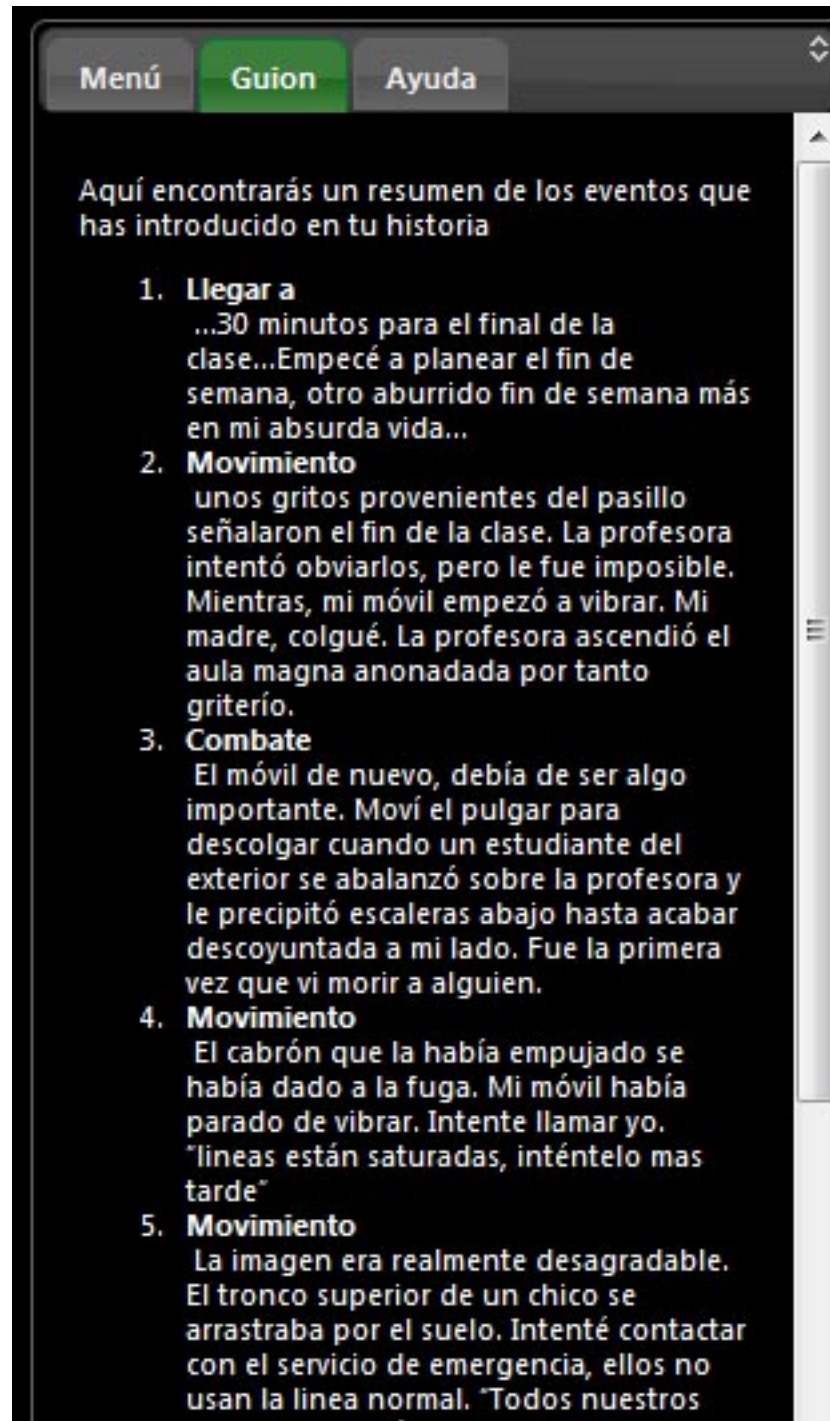 Menú Guion Ayuda
Aquí encontrarás un resumen de los eventos que
has introducido en tu historia
1. Llegar a
...30 minutos para el final de la
clase...Empecé a planear el fin de
semana, otro aburrido fin de semana más
en mi absurda vida...
2. Movimiento
unos gritos provenientes del pasillo
señalaron el fin de la clase. La profesora
intentó obviarlos, pero le fue imposible.
Mientras, mi móvil empezó a vibrar. Mi
madre, colgué. La profesora ascendió el
aula magna anonadada por tanto
griterío.
3. Combate
El móvil de nuevo, debía de ser algo
importante. Moví el pulgar para
descolgar cuando un estudiante del
exterior se abalanzó sobre la profesora y
le precipitó escaleras abajo hasta acabar
descoyuntada a mi lado. Fue la primera
vez que vi morir a alguien.
4. Movimiento
El cabrón que la había empujado se
había dado a la fuga. Mi móvil había
parado de vibrar. Intente llamar yo.
"lineas están saturadas, inténtelo mas
tarde"
5. Movimiento
La imagen era realmente desagradable.
El tronco superior de un chico se
arrastraba por el suelo. Intenté contactar
con el servicio de emergencia, ellos no
usan la linea normal. "Todos nuestros